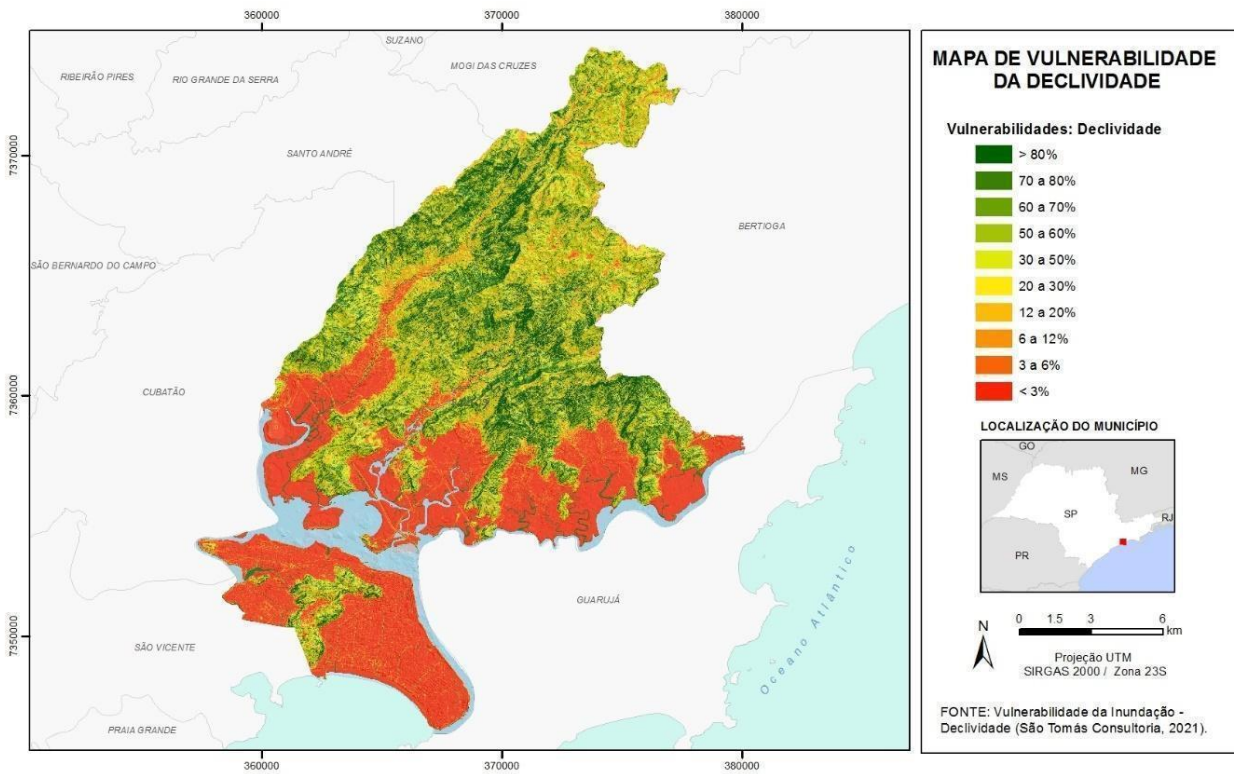 360000
370000
380000
SUZANO
RIBEIRÃO PIRES
RIO GRANDE DA SERRA
MOGI DAS CRUZES
7370000
SANTO ANDRÉ
BERTIOGA
SÃO BERNARDO DO CAMPO
CUBATÃO
7360000
GUARUJÁ
Oceano Atlântico
7350000
SÃO VICENTE
PRAIA GRANDE
360000
370000
380000
MAPA DE VULNERABILIDADE
DA DECLIVIDADE
Vulnerabilidades: Declividade
> 80%
70 a 80%
60 a 70%
50 a 60%
30 a 50%
20 a 30%
12 a 20%
6 a 12%
3 a 6%
< 3%
LOCALIZAÇÃO DO MUNICÍPIO
GO
MS
MG
SP
RJ
PR
N
0 1.5 3 6
km
Projeção UTM
SIRGAS 2000 / Zona 23S
FONTE: Vulnerabilidade da Inundação -
Declividade (São Tomás Consultoria, 2021).